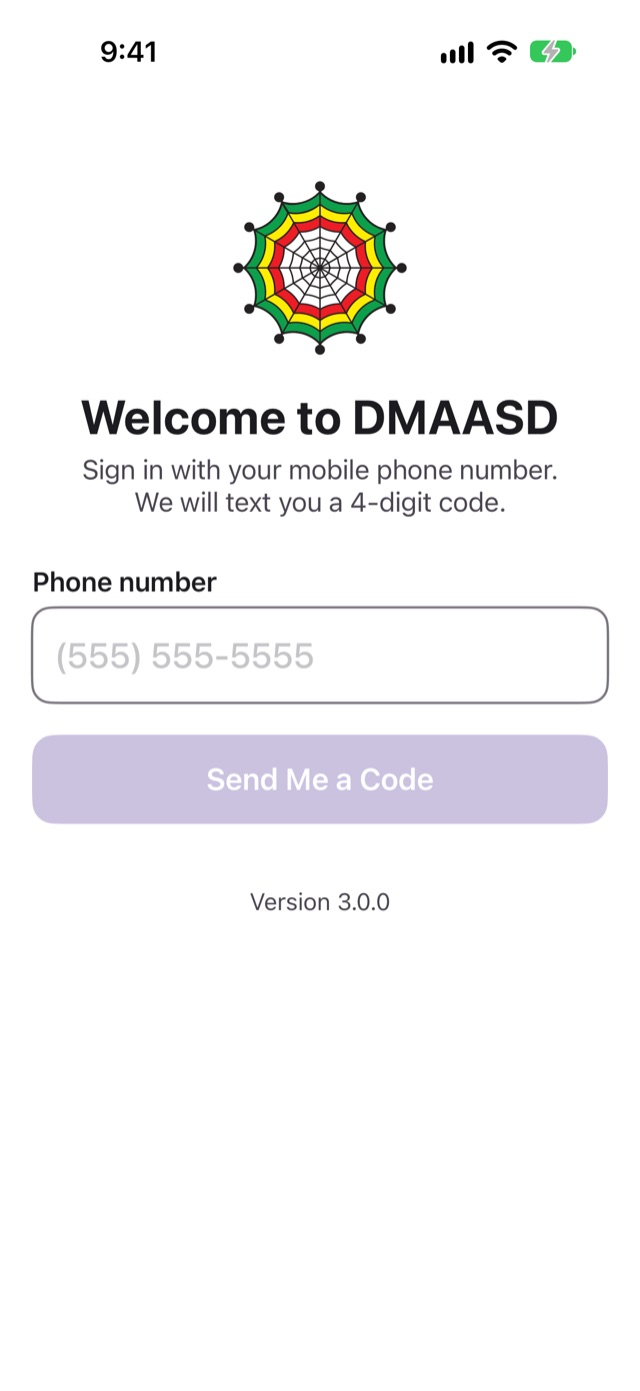 9:41
Welcome to DMAASD
Sign in with your mobile phone number.
We will text you a 4-digit code.
Phone number
(555) 555-5555
Send Me a Code
Version 3.0.0